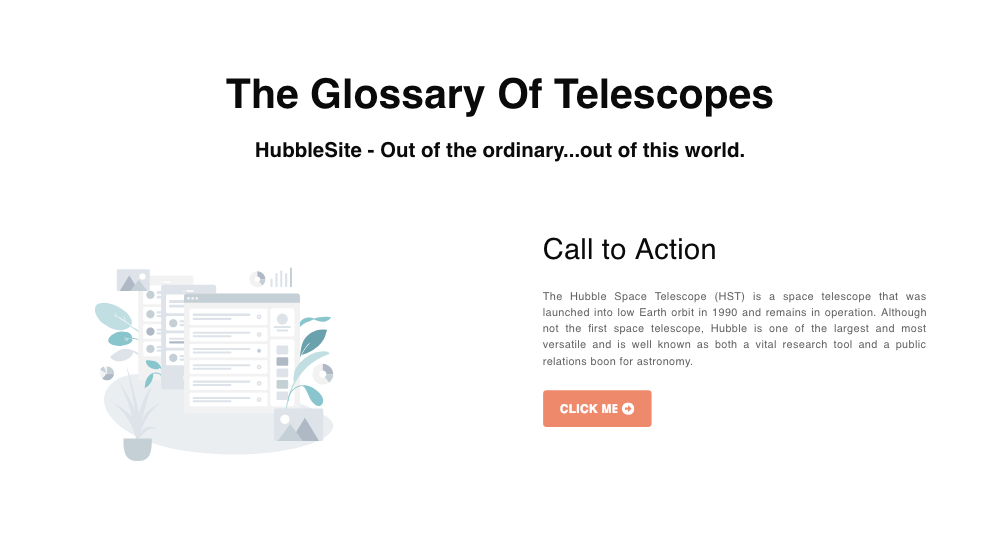 The Glossary Of Telescopes
HubbleSite - Out of the ordinary...out of this world.
Call to Action
The Hubble Space Telescope (HST) is a space telescope that was
launched into low Earth orbit in 1990 and remains in operation. Although
not the first space telescope, Hubble is one of the largest and most
versatile and is well known as both a vital research tool and a public
relations boon for astronomy.
CLICK ME